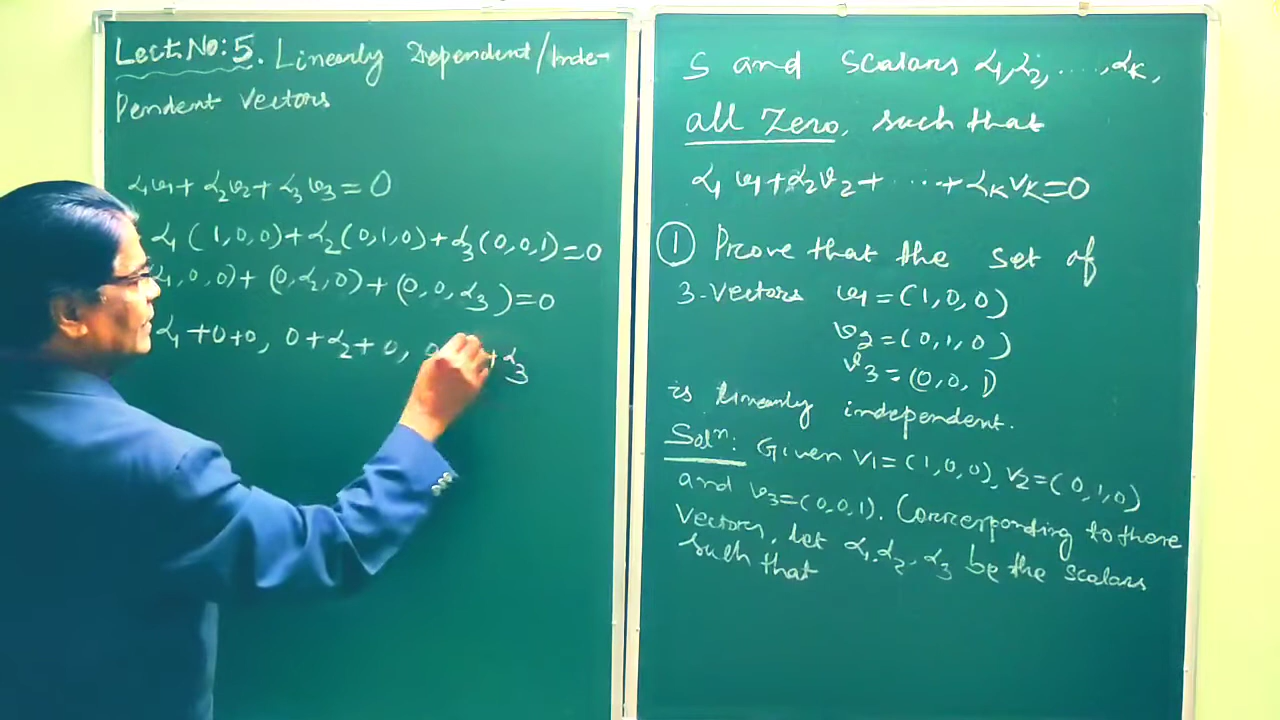 Lect. No: 5. Linearly Dependent/Inde-
Pendent Vectors
α1v1+ α2v2+ α3v3=0
α1 (1,0,0)+α2(0,1,0)+α3(0,0,1)=0
α1,0,0)+ (0,α2,0)+(0,0,α3)=0
α1+0+0, 0+α2+0, 0 +α3
S and Scalars α1,α2, ....,αK,
all Zero, such that
α1 v1+α2v2+ ...+αKvK=0
① Prove that the set of
3-vectors v1=(1,0,0)
v2=(0,1,0)
v3=(0,0,1)
is linearly independent.
Solⁿ: Given v1=(1,0,0), v2=(0,1,0)
and v3=(0,0,1). Corresponding to these
vectors, let α1,α2,α3 be the scalars
such that